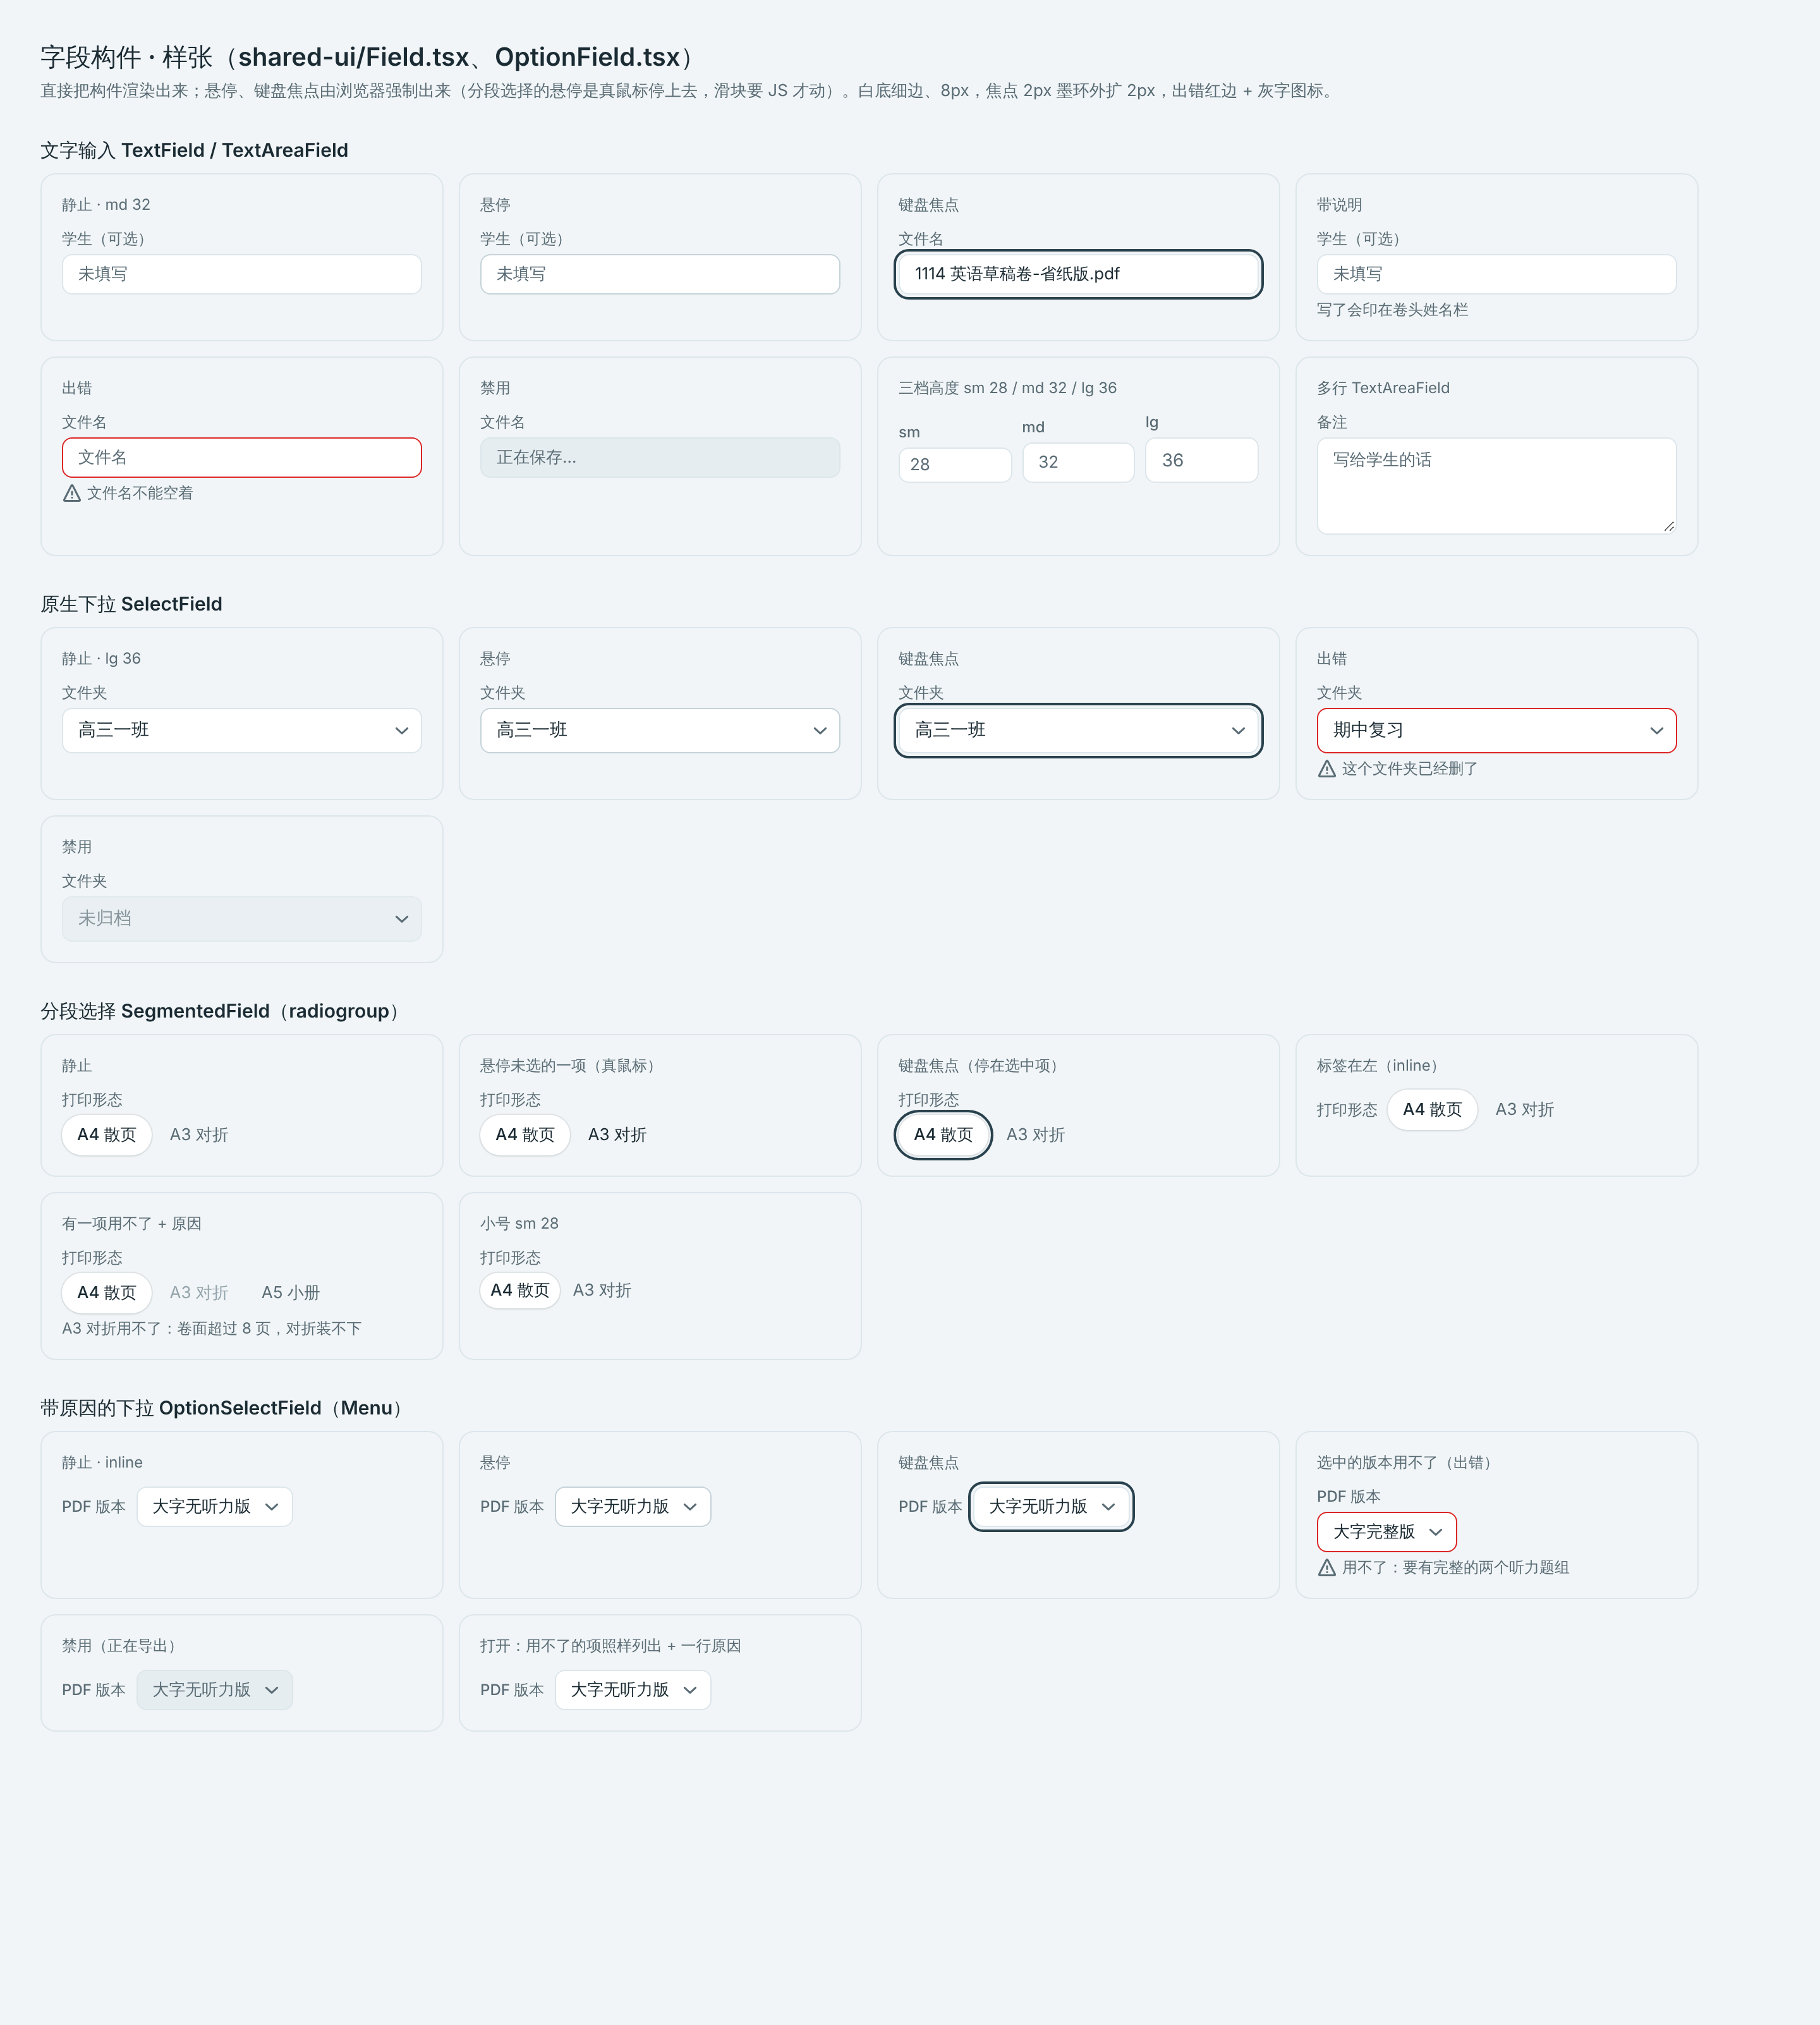 字段构件 · 样张（shared-ui/Field.tsx、OptionField.tsx）
直接把构件渲染出来；悬停、键盘焦点由浏览器强制出来（分段选择的悬停是真鼠标停上去，滑块要 JS 才动）。白底细边、8px，焦点 2px 墨环外扩 2px，出错红边 + 灰字图标。
文字输入 TextField / TextAreaField
静止 · md 32
学生（可选）
未填写
悬停
学生（可选）
未填写
键盘焦点
文件名
1114 英语草稿卷-省纸版.pdf
带说明
学生（可选）
未填写
写了会印在卷头姓名栏
出错
文件名
文件名
文件名不能空着
禁用
文件名
正在保存...
三档高度 sm 28 / md 32 / lg 36
sm
28
md
32
lg
36
多行 TextAreaField
备注
写给学生的话
原生下拉 SelectField
静止 · lg 36
文件夹
高三一班
悬停
文件夹
高三一班
键盘焦点
文件夹
高三一班
出错
文件夹
期中复习
这个文件夹已经删了
禁用
文件夹
未归档
分段选择 SegmentedField（radiogroup）
静止
打印形态
A4 散页 A3 对折
悬停未选的一项（真鼠标）
打印形态
A4 散页 A3 对折
键盘焦点（停在选中项）
打印形态
A4 散页 A3 对折
标签在左（inline）
打印形态 A4 散页 A3 对折
有一项用不了 + 原因
打印形态
A4 散页 A3 对折 A5 小册
A3 对折用不了：卷面超过 8 页，对折装不下
小号 sm 28
打印形态
A4 散页 A3 对折
带原因的下拉 OptionSelectField（Menu）
静止 · inline
PDF 版本 大字无听力版
悬停
PDF 版本 大字无听力版
键盘焦点
PDF 版本 大字无听力版
选中的版本用不了（出错）
PDF 版本
大字完整版
用不了：要有完整的两个听力题组
禁用（正在导出）
PDF 版本 大字无听力版
打开：用不了的项照样列出 + 一行原因
PDF 版本 大字无听力版